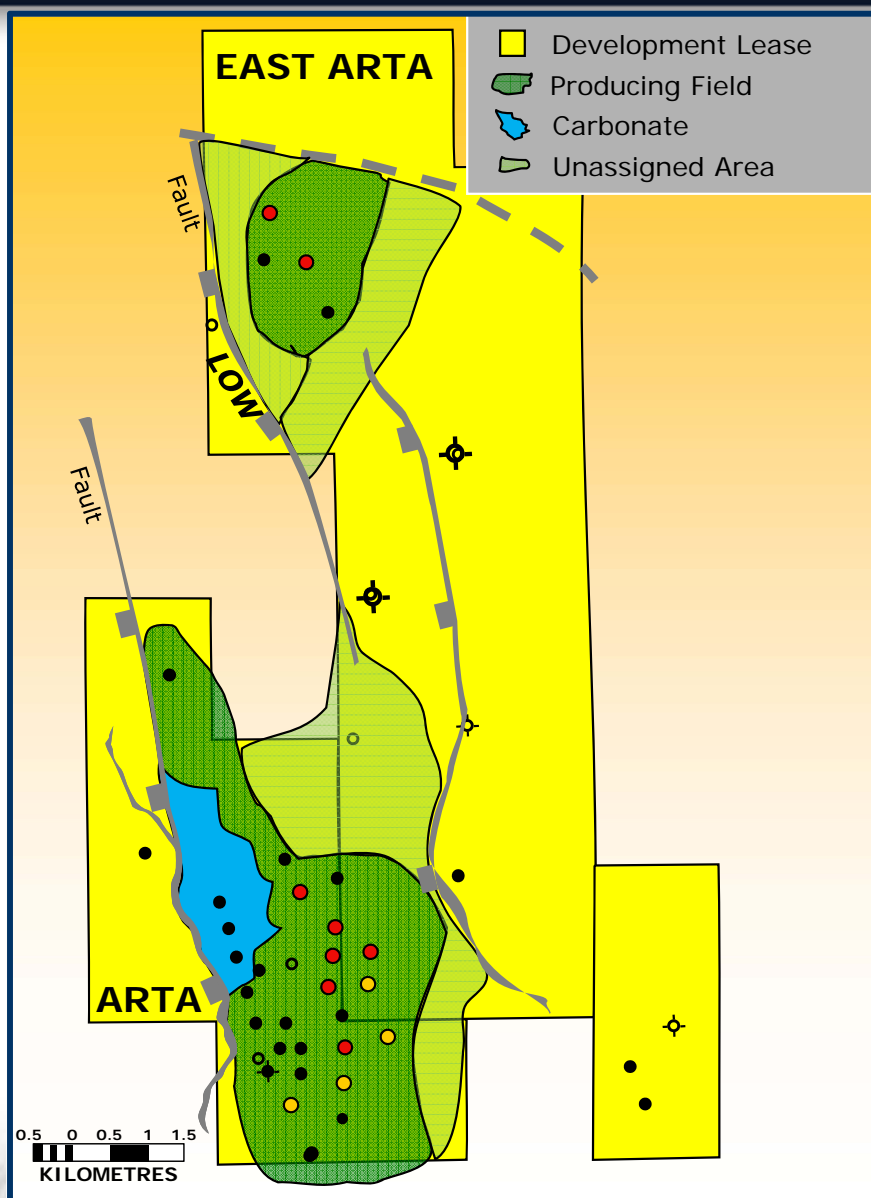 EAST ARTA
Development Lease
Producing Field
Carbonate
Unassigned Area
Fault
LOW
Fault
ARTA
0.5 0 0.5 1 1.5
KILOMETRES